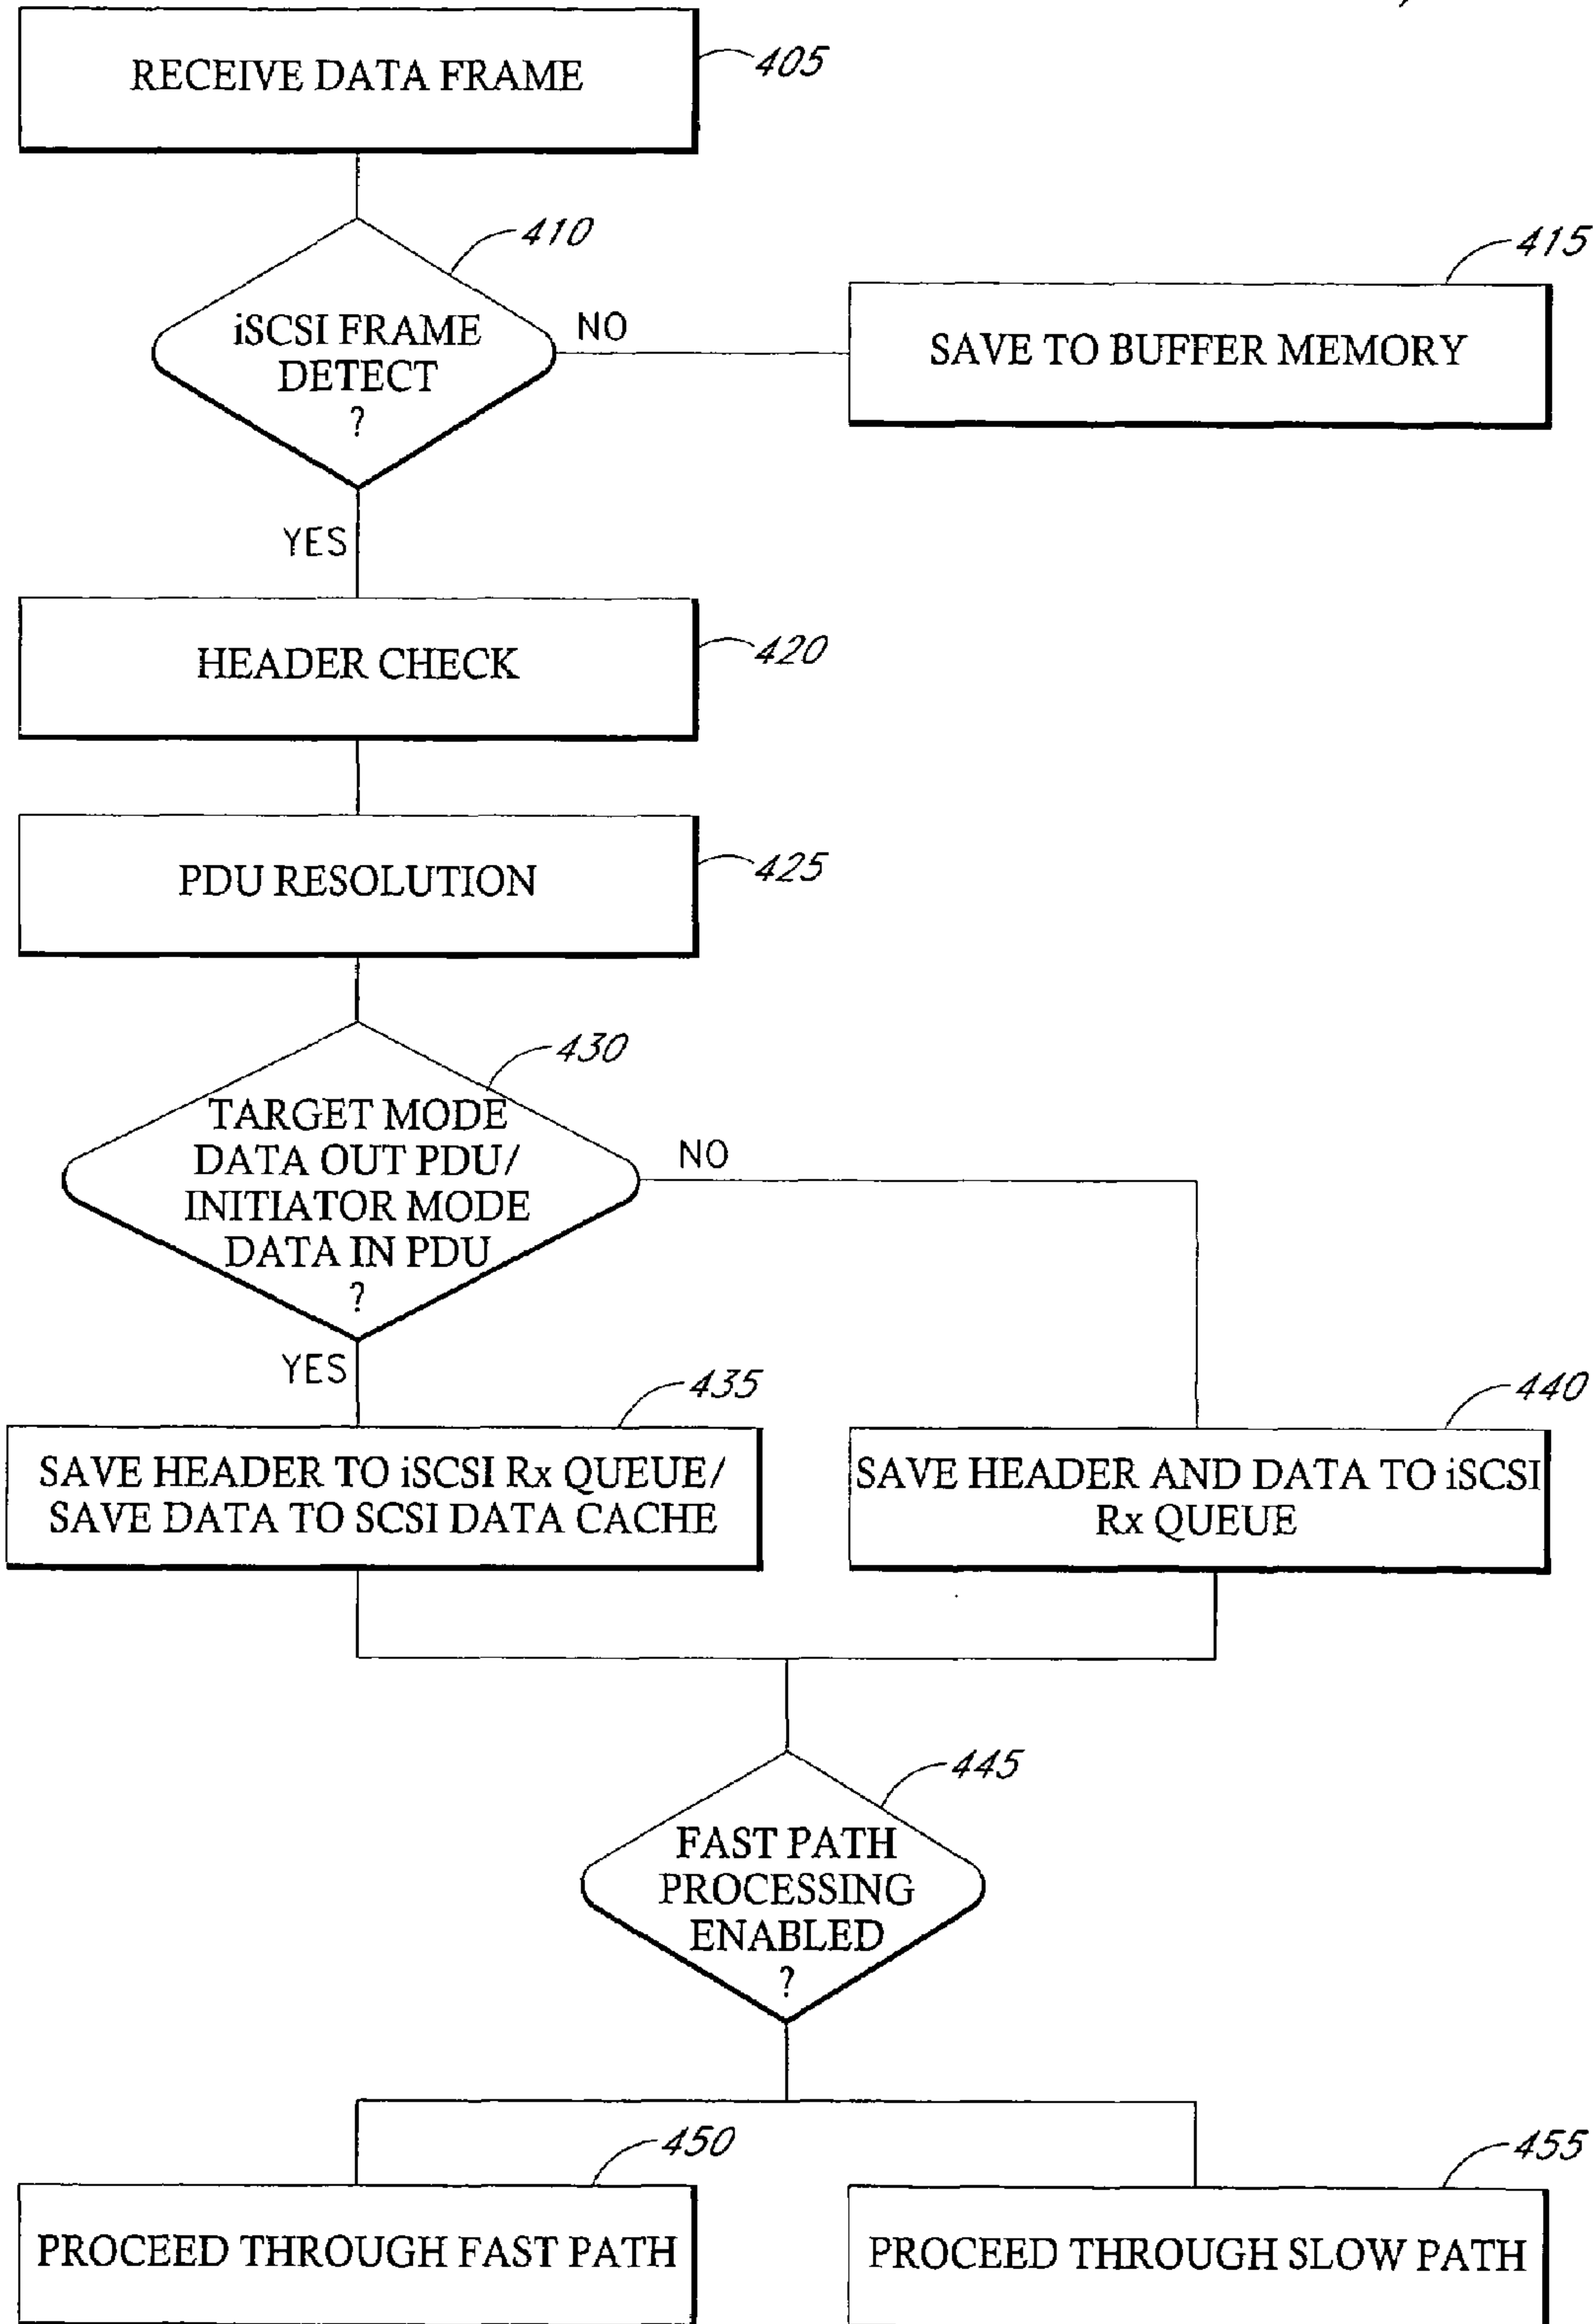 RECEIVE DATA FRAME
405
410
iSCSI FRAME
DETECT
?
NO
415
SAVE TO BUFFER MEMORY
YES
HEADER CHECK
420
PDU RESOLUTION
425
430
TARGET MODE
DATA OUT PDU/
INITIATOR MODE
DATA IN PDU
?
NO
YES
435
SAVE HEADER TO iSCSI Rx QUEUE/
SAVE DATA TO SCSI DATA CACHE
440
SAVE HEADER AND DATA TO iSCSI
Rx QUEUE
445
FAST PATH
PROCESSING
ENABLED
?
450
PROCEED THROUGH FAST PATH
455
PROCEED THROUGH SLOW PATH